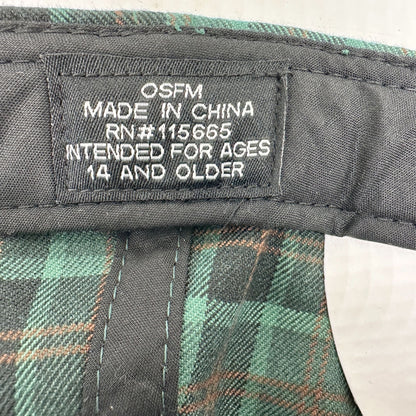 OSFM
MADE IN CHINA
RN#115665
INTENDED FOR AGES
14 AND OLDER